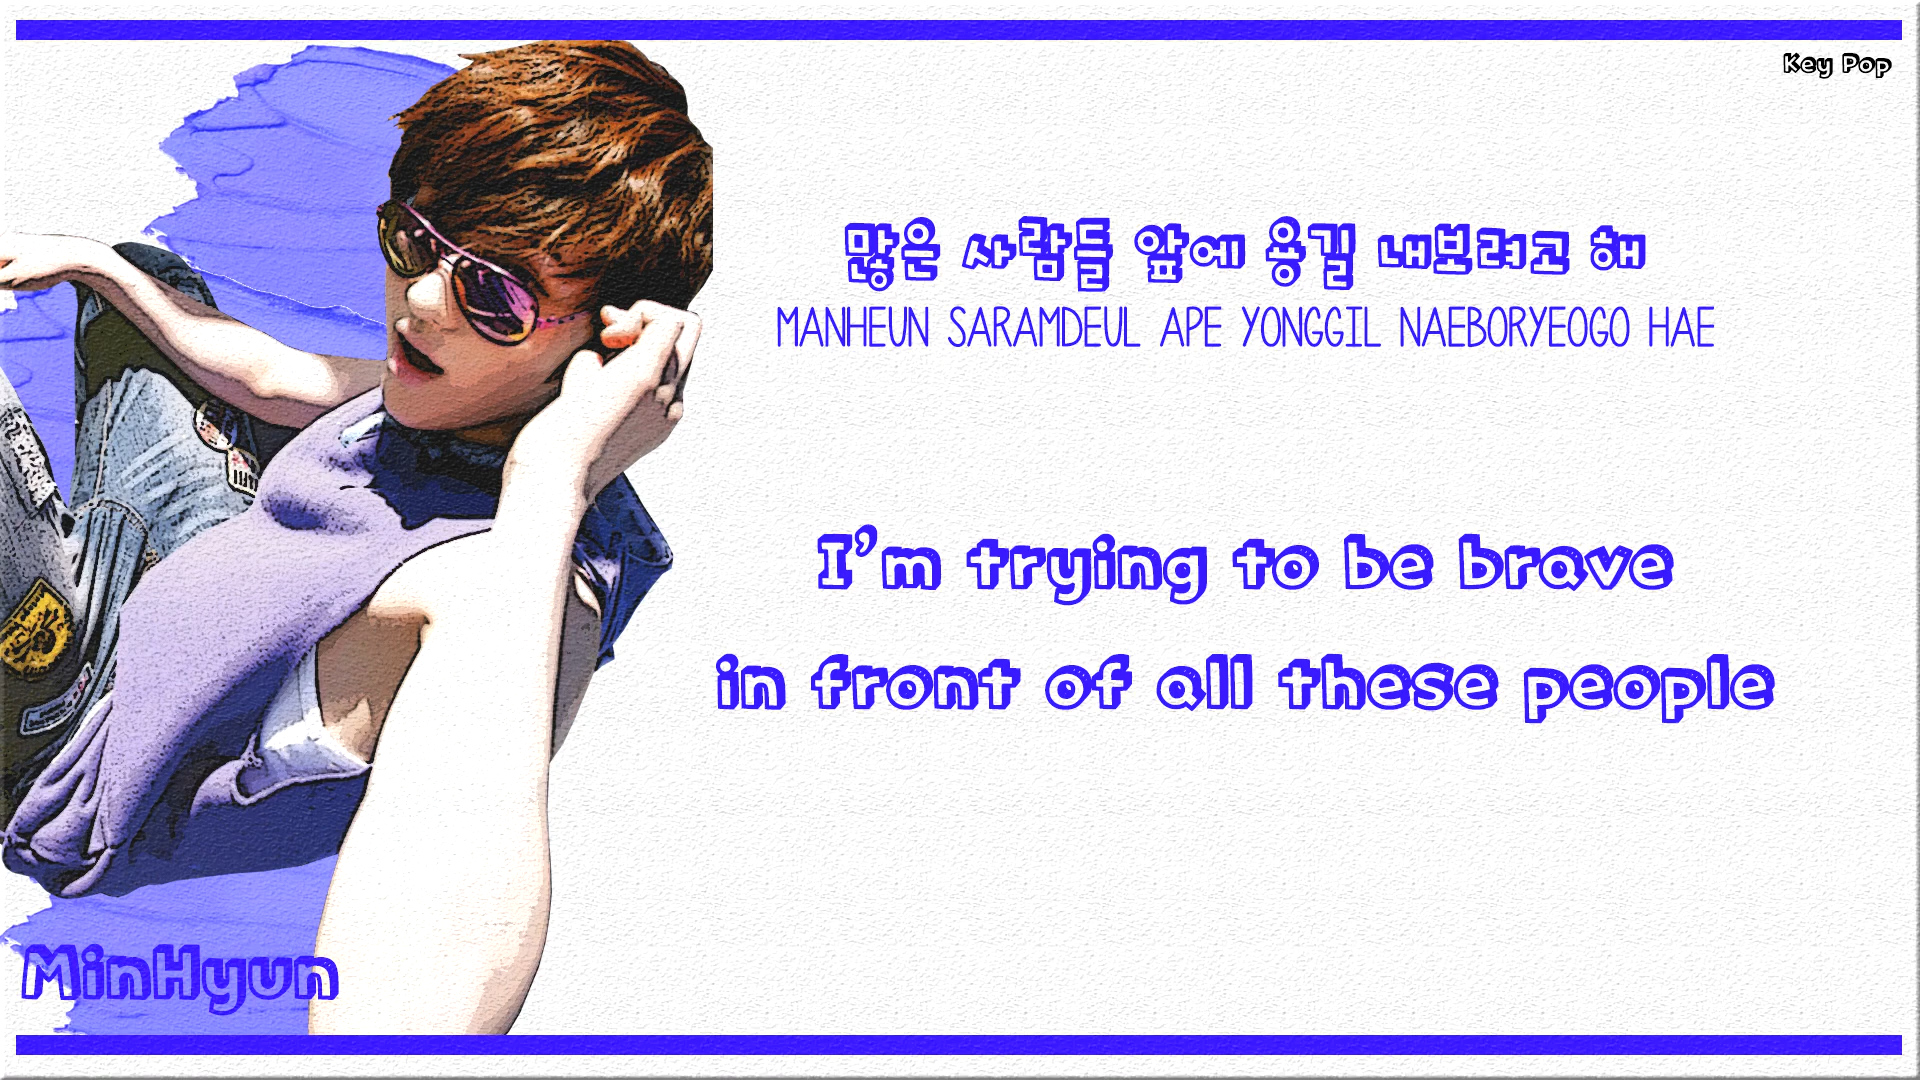 Key Pop
많은 사람들 앞에 용길 내보려고 해
MANHEUN SARAMDEUL APE YONGGIL NAEBORYEOGO HAE
I'm trying to be brave
in front of all these people
MinHyun